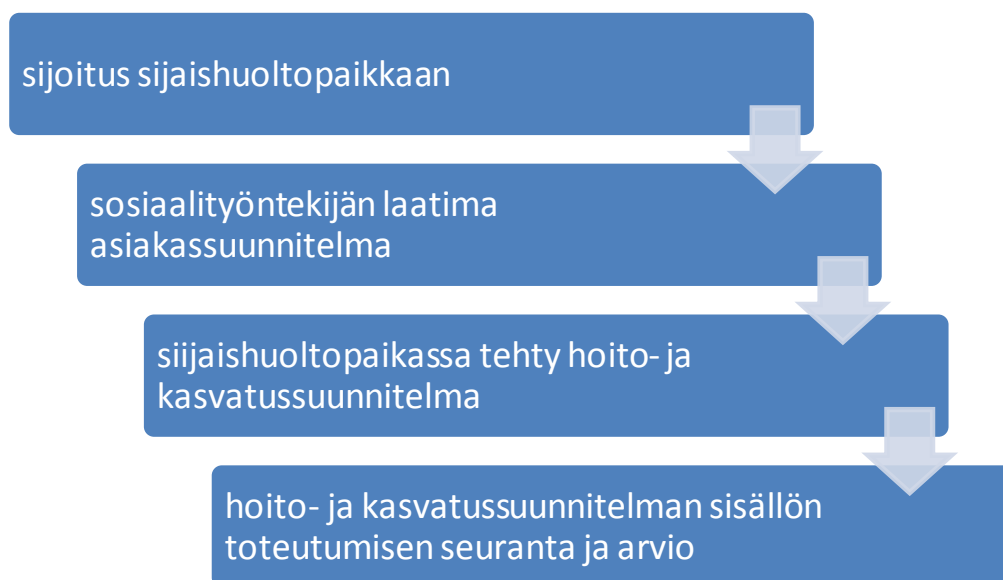 sijoitus sijaishuoltopaikkaan
sosiaalityöntekijän laatima
asiakassuunnitelma
siijaishuoltopaikassa tehty hoito- ja
kasvatussuunnitelma
hoito- ja kasvatussuunnitelman sisällön
toteutumisen seuranta ja arvio